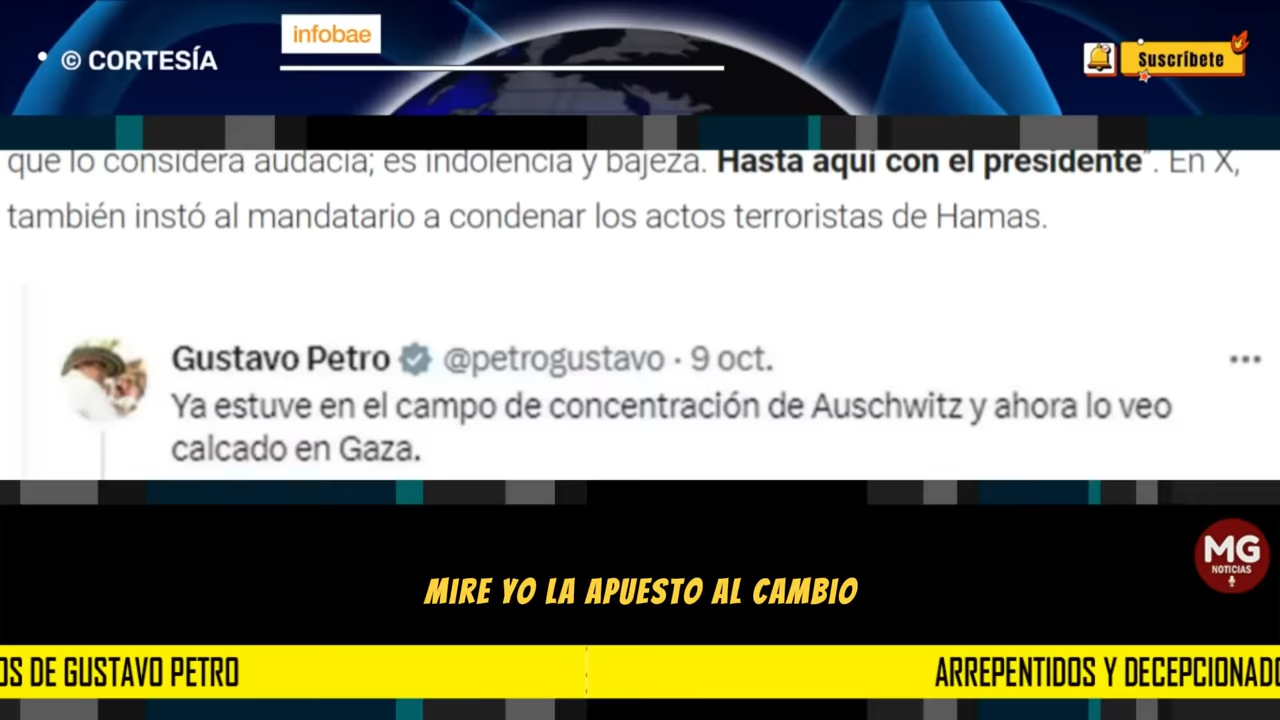 infobae
© CORTESÍA
Suscríbete
que lo considera audacia; es indolencia y bajeza. Hasta aquí con el presidente". En X,
también instó al mandatario a condenar los actos terroristas de Hamas.
Gustavo Petro @petrogustavo · 9 oct.
Ya estuve en el campo de concentración de Auschwitz y ahora lo veo
calcado en Gaza.
MG
NOTICIAS
MIRE YO LA APUESTO AL CAMBIO
OS DE GUSTAVO PETRO
ARREPENTIDOS Y DECEPCIONADO